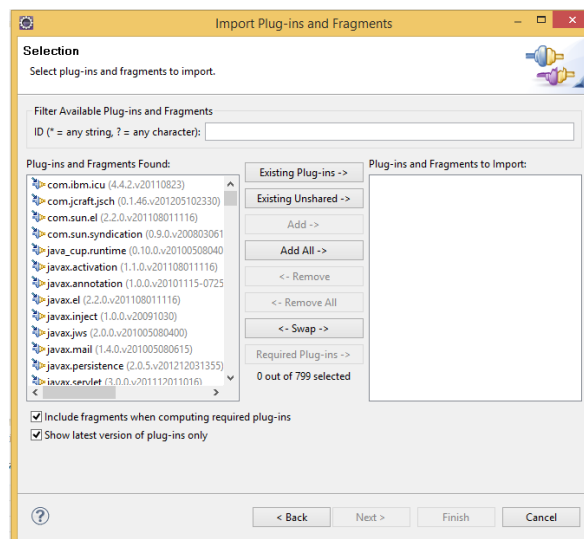 Import Plug-ins and Fragments
Selection
Select plug-ins and fragments to import.
Filter Available Plug-ins and Fragments
ID (* = any string, ? = any character):
Plug-ins and Fragments Found:
com.ibm.icu (4.4.2.v20110823)
com.jcraft.jsch (0.1.46.v201205102330)
com.sun.el (2.2.0.v201108011116)
com.sun.syndication (0.9.0.v200803061
java_cup.runtime (0.10.0.v20100508040
javax.activation (1.1.0.v201108011116)
javax.annotation (1.0.0.v20101115-0725
javax.el (2.2.0.v201108011116)
javax.inject (1.0.0.v20091030)
javax.jws (2.0.0.v201005080400)
javax.mail (1.4.0.v201005080615)
javax.persistence (2.0.5.v201212031355)
javax.servlet (3.0.0.v201112011016)
Existing Plug-ins ->
Existing Unshared ->
Add ->
Add All ->
<- Remove
<- Remove All
<- Swap ->
Required Plug-ins ->
0 out of 799 selected
Plug-ins and Fragments to Import:
Include fragments when computing required plug-ins
Show latest version of plug-ins only
< Back
Next >
Finish
Cancel